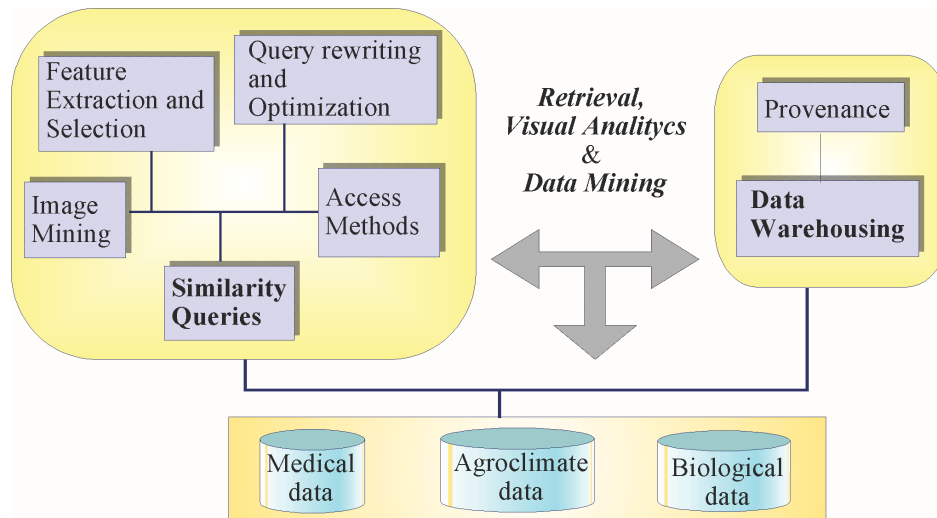 Feature
Extraction and
Selection
Query rewriting
and
Optimization
Image
Mining
Access
Methods
Similarity
Queries
Retrieval,
Visual Analitycs
&
Data Mining
Provenance
Data
Warehousing
Medical
data
Agroclimate
data
Biological
data